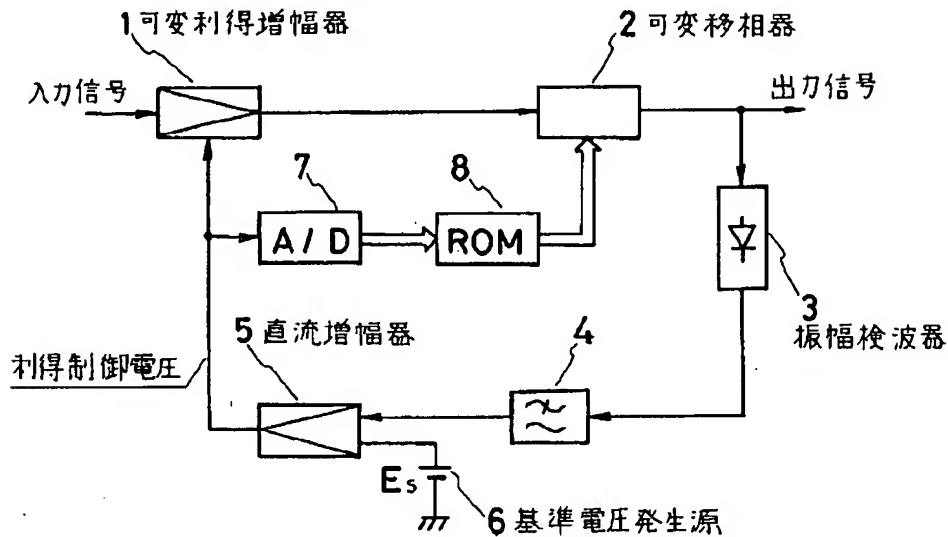 1 可変利得増幅器
2 可変移相器
入力信号
出力信号
7
8
A/D
ROM
3
振幅検波器
5 直流増幅器
4
利得制御電圧
Es
6 基準電圧発生源